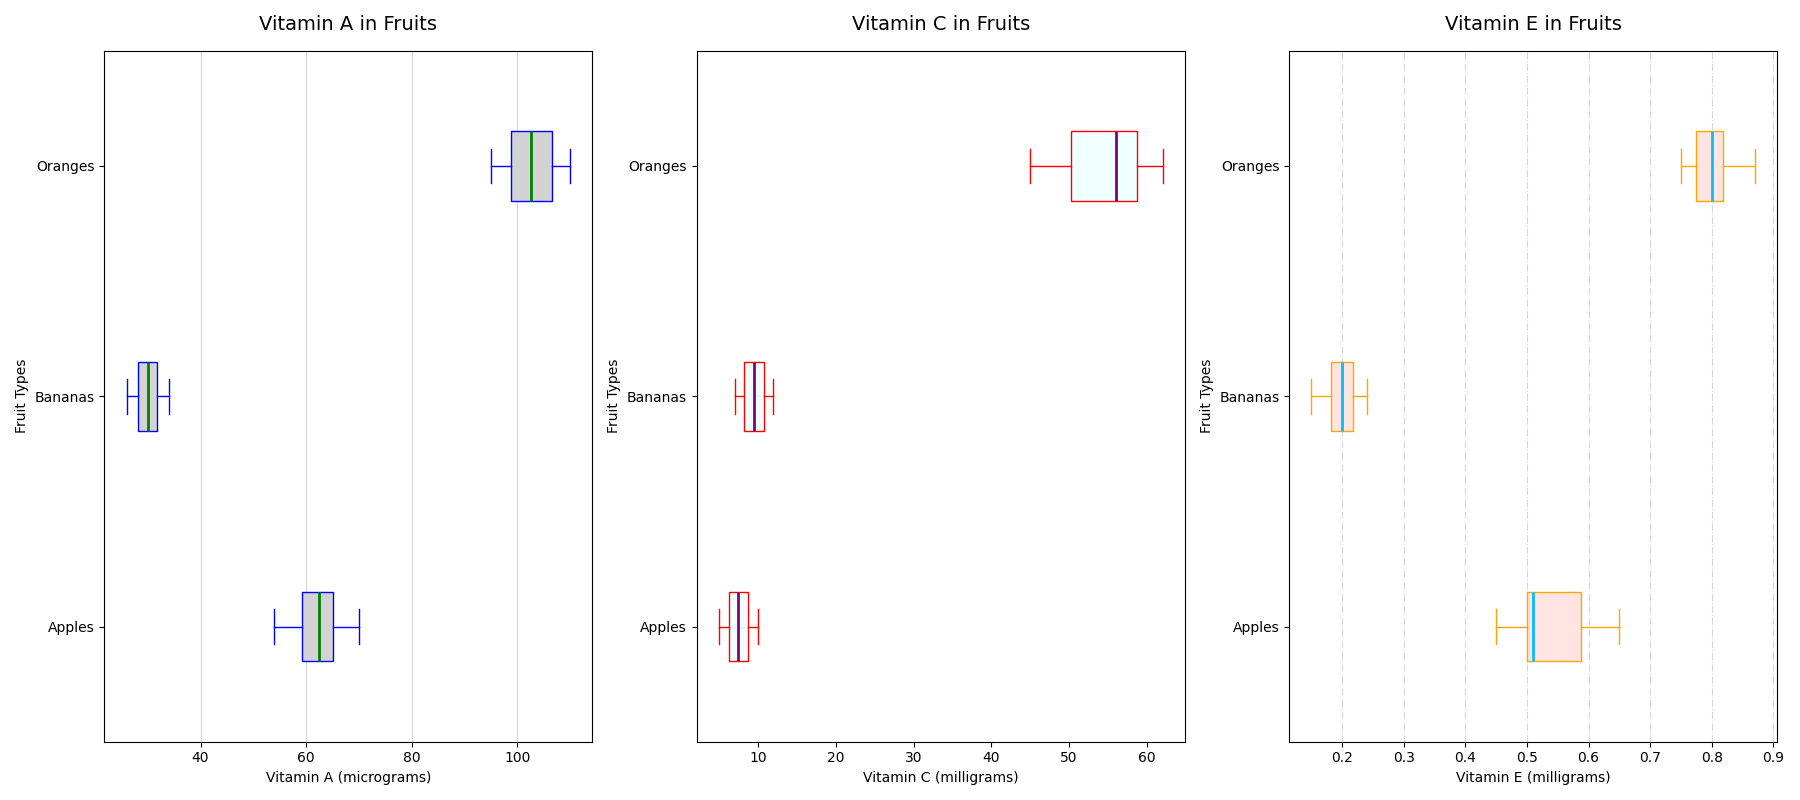 Vitamin A in Fruits
Oranges
Bananas
Apples
Fruit Types
40 60 80 100
Vitamin A (micrograms)
Vitamin C in Fruits
Oranges
Bananas
Apples
Fruit Types
10 20 30 40 50 60
Vitamin C (milligrams)
Vitamin E in Fruits
Oranges
Bananas
Apples
Fruit Types
0.2 0.3 0.4 0.5 0.6 0.7 0.8 0.9
Vitamin E (milligrams)